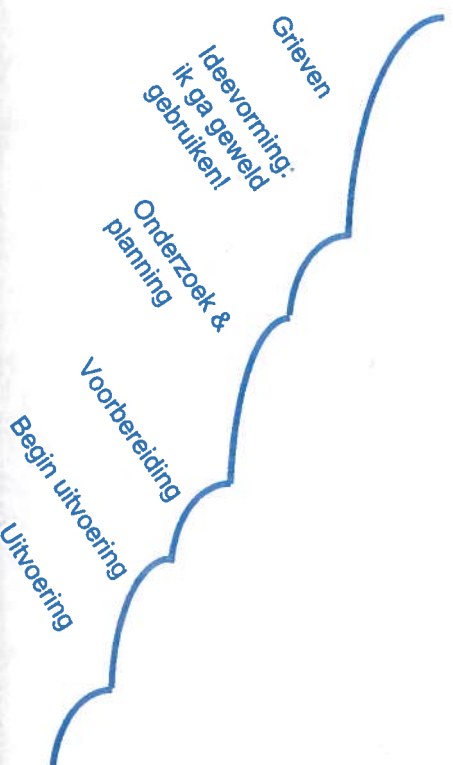 Grieven
Ideevorming:
ik ga geweld
gebruiken!
Onderzoek &
planning
Voorbereiding
Begin uitvoering
Uitvoering